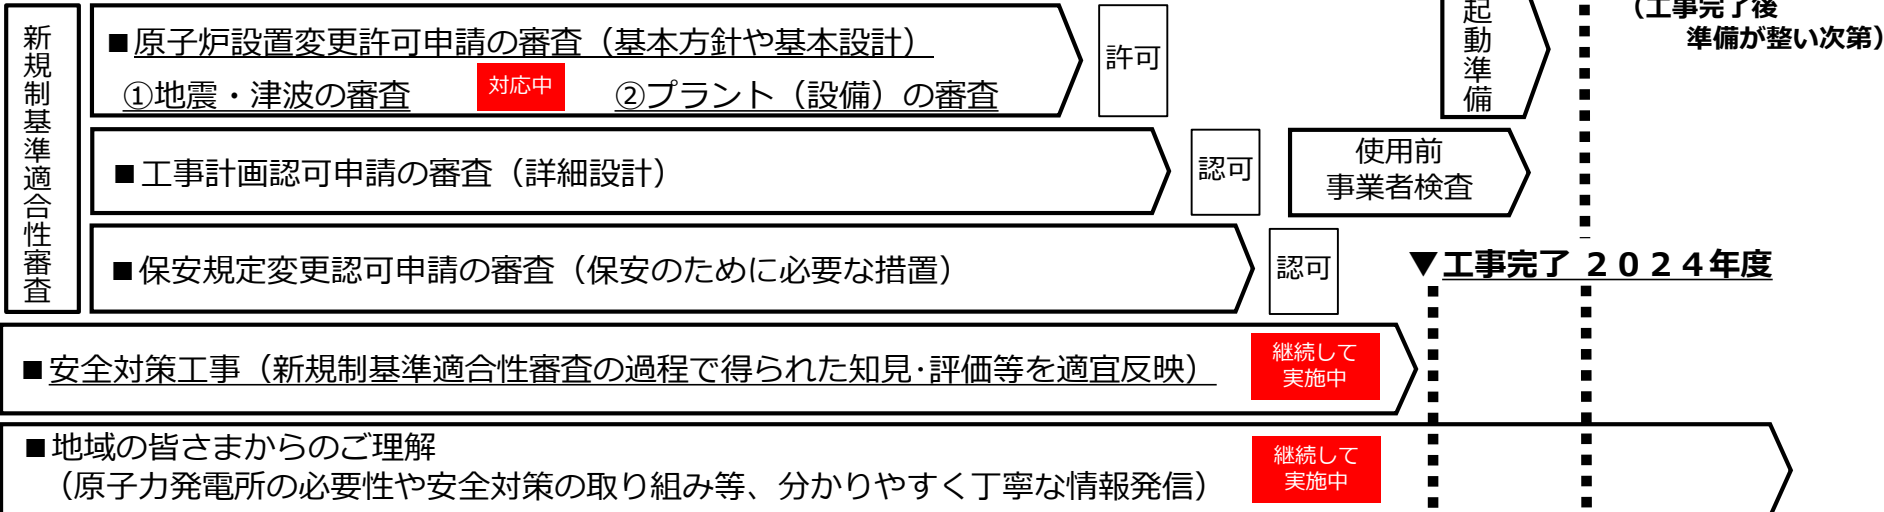 新規制基準適合性審査
■原子炉設置変更許可申請の審査（基本方針や基本設計）
①地震・津波の審査
対応中
②プラント（設備）の審査
許可
起動準備
（工事完了後
準備が整い次第）
■工事計画認可申請の審査（詳細設計）
認可
使用前
事業者検査
■保安規定変更認可申請の審査（保安のために必要な措置）
認可
▼工事完了 ２０２４年度
■安全対策工事（新規制基準適合性審査の過程で得られた知見･評価等を適宜反映）
継続して
実施中
■地域の皆さまからのご理解
（原子力発電所の必要性や安全対策の取り組み等、分かりやすく丁寧な情報発信）
継続して
実施中